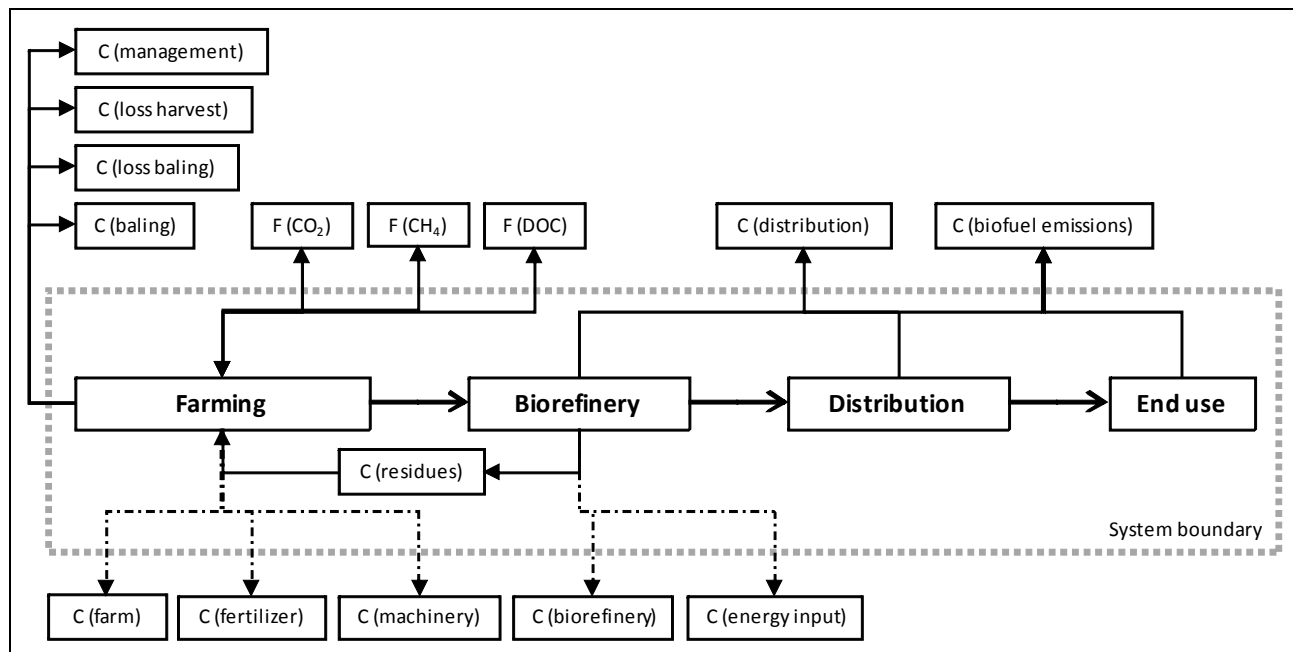 C (management)
C (loss harvest)
C (loss baling)
C (baling)
F (CO₂)
F (CH₄)
F (DOC)
C (distribution)
C (biofuel emissions)
Farming
Biorefinery
Distribution
End use
C (residues)
System boundary
C (farm)
C (fertilizer)
C (machinery)
C (biorefinery)
C (energy input)